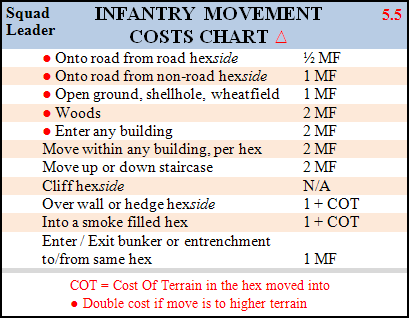 Squad Leader
INFANTRY MOVEMENT COSTS CHART △
5.5
● Onto road from road hexside ½ MF
● Onto road from non-road hexside 1 MF
● Open ground, shellhole, wheatfield 1 MF
● Woods 2 MF
● Enter any building 2 MF
Move within any building, per hex 2 MF
Move up or down staircase 2 MF
Cliff hexside N/A
Over wall or hedge hexside 1 + COT
Into a smoke filled hex 1 + COT
Enter / Exit bunker or entrenchment
to/from same hex 1 MF
COT = Cost Of Terrain in the hex moved into
● Double cost if move is to higher terrain